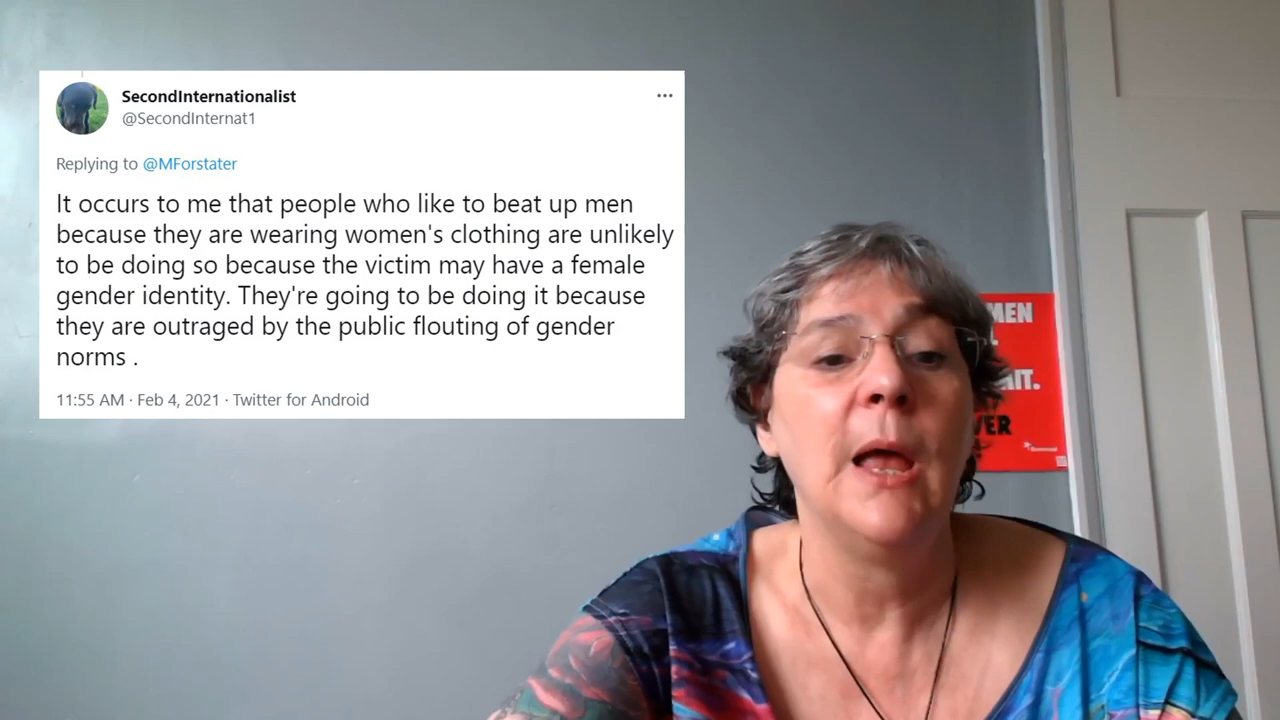 SecondInternationalist
@SecondInternat1
Replying to @MForstater
It occurs to me that people who like to beat up men
because they are wearing women's clothing are unlikely
to be doing so because the victim may have a female
gender identity. They're going to be doing it because
they are outraged by the public flouting of gender
norms .
11:55 AM · Feb 4, 2021 · Twitter for Android
MEN